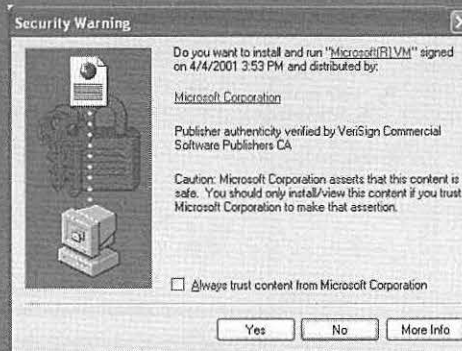 Security Warning
Do you want to install and run "Microsoft(R) VM" signed
on 4/4/2001 3:53 PM and distributed by:
Microsoft Corporation
Publisher authenticity verified by VeriSign Commercial
Software Publishers CA
Caution: Microsoft Corporation asserts that this content is
safe. You should only install/view this content if you trust
Microsoft Corporation to make that assertion.
Always trust content from Microsoft Corporation
Yes
No
More Info